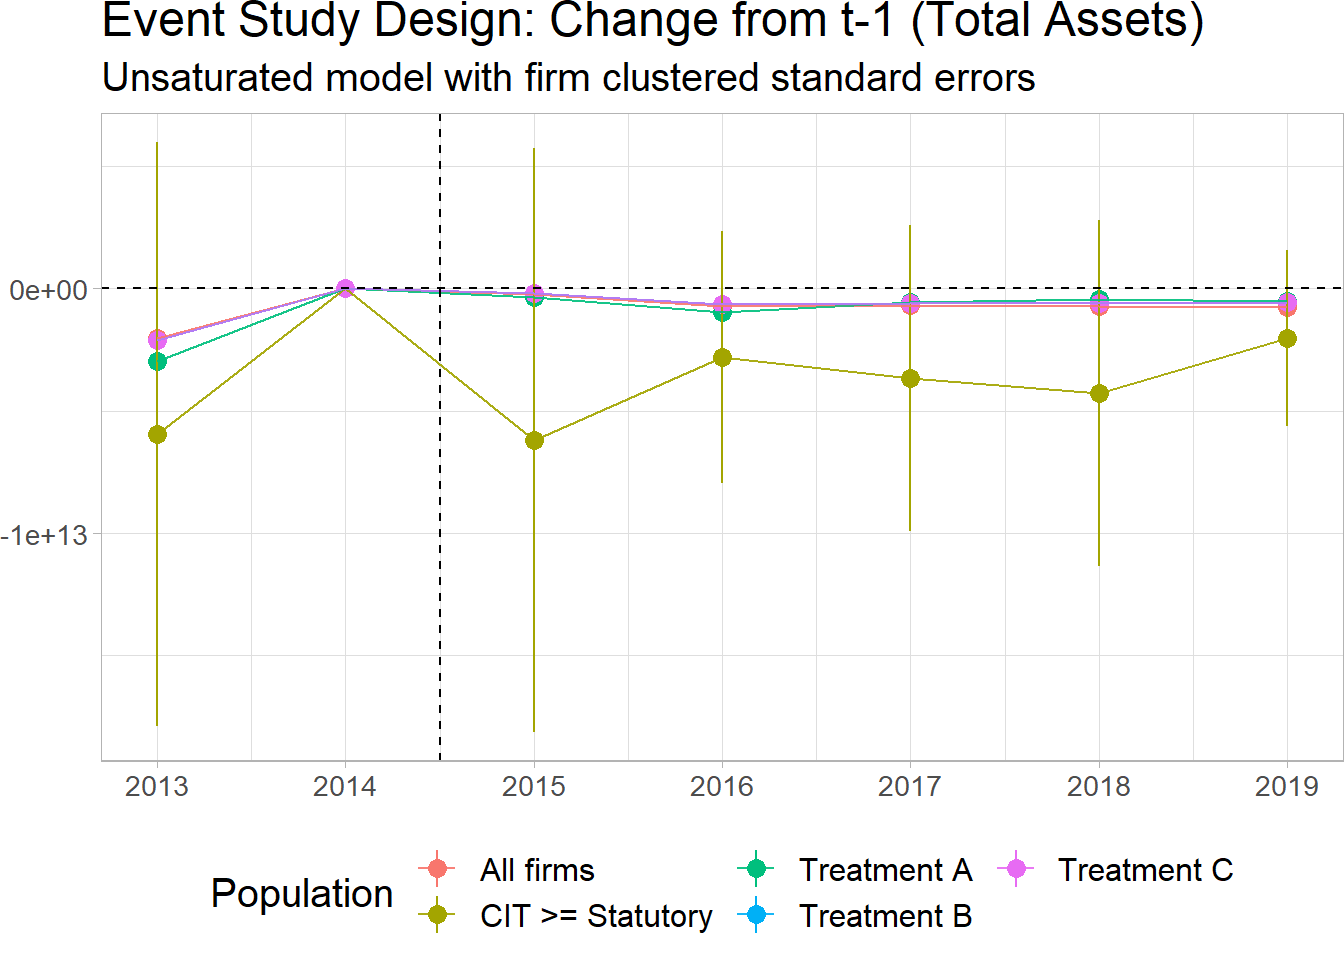 Event Study Design: Change from t-1 (Total Assets)
Unsaturated model with firm clustered standard errors
0e+00
-1e+13
2013 2014 2015 2016 2017 2018 2019
Population
All firms
CIT >= Statutory
Treatment A
Treatment B
Treatment C